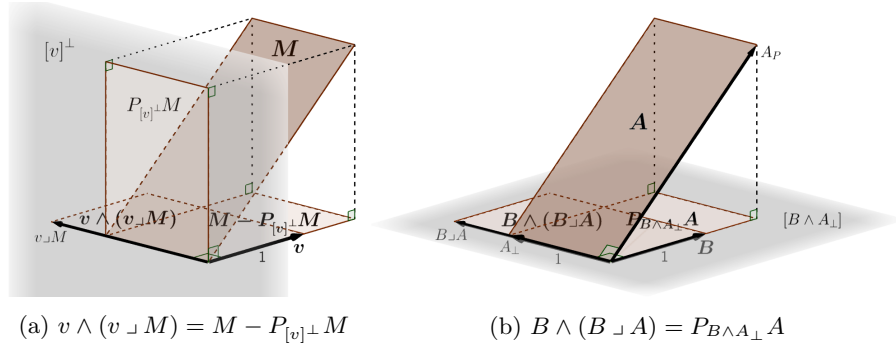 [v]⊥
M
P[v]⊥M
v ∧ (v ⌟ M)
M − P[v]⊥M
v⌟M
1
v
(a) v ∧ (v ⌟ M) = M − P[v]⊥M
A_P
A
B ∧ (B⌟A)
P_{B∧A⊥}A
[B ∧ A⊥]
B⌟A
A⊥
1
1
B
(b) B ∧ (B ⌟ A) = P_{B∧A⊥}A